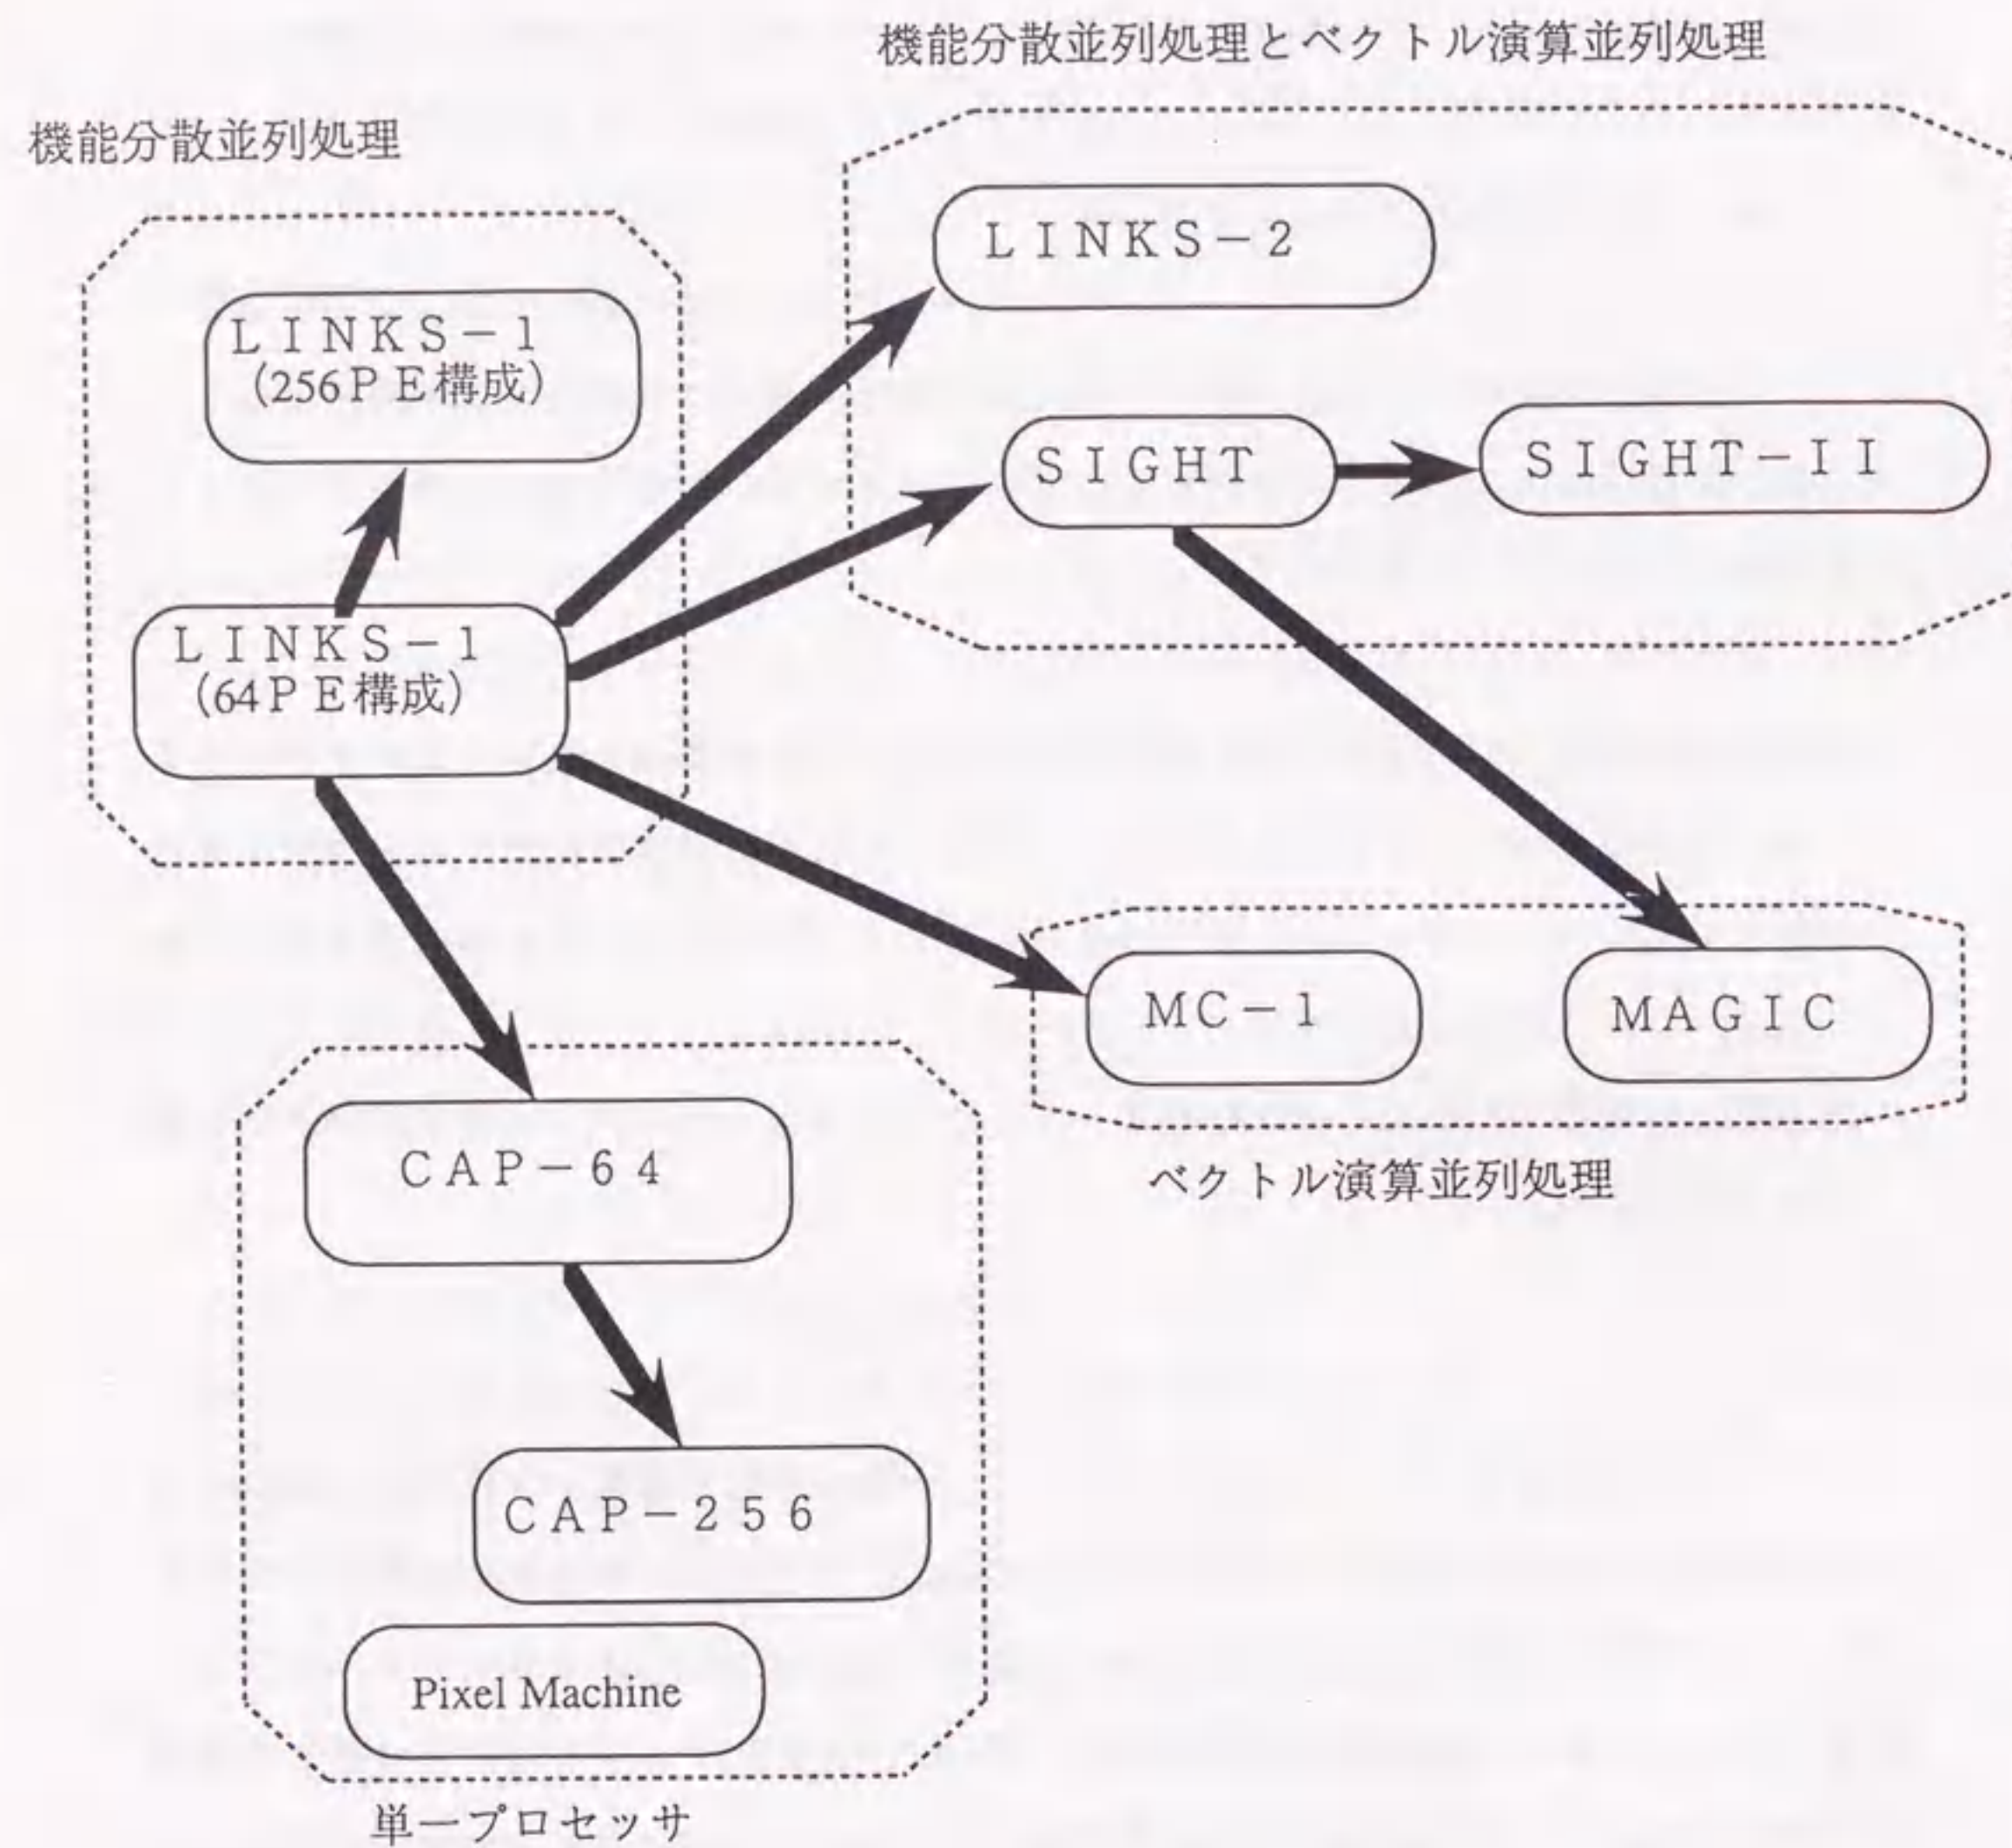 機能分散並列処理とベクトル演算並列処理
機能分散並列処理
LINKS-2
LINKS-1
(256PE構成)
SIGHT
SIGHT-II
LINKS-1
(64PE構成)
MC-1
MAGIC
ベクトル演算並列処理
CAP-64
CAP-256
Pixel Machine
単一プロセッサ